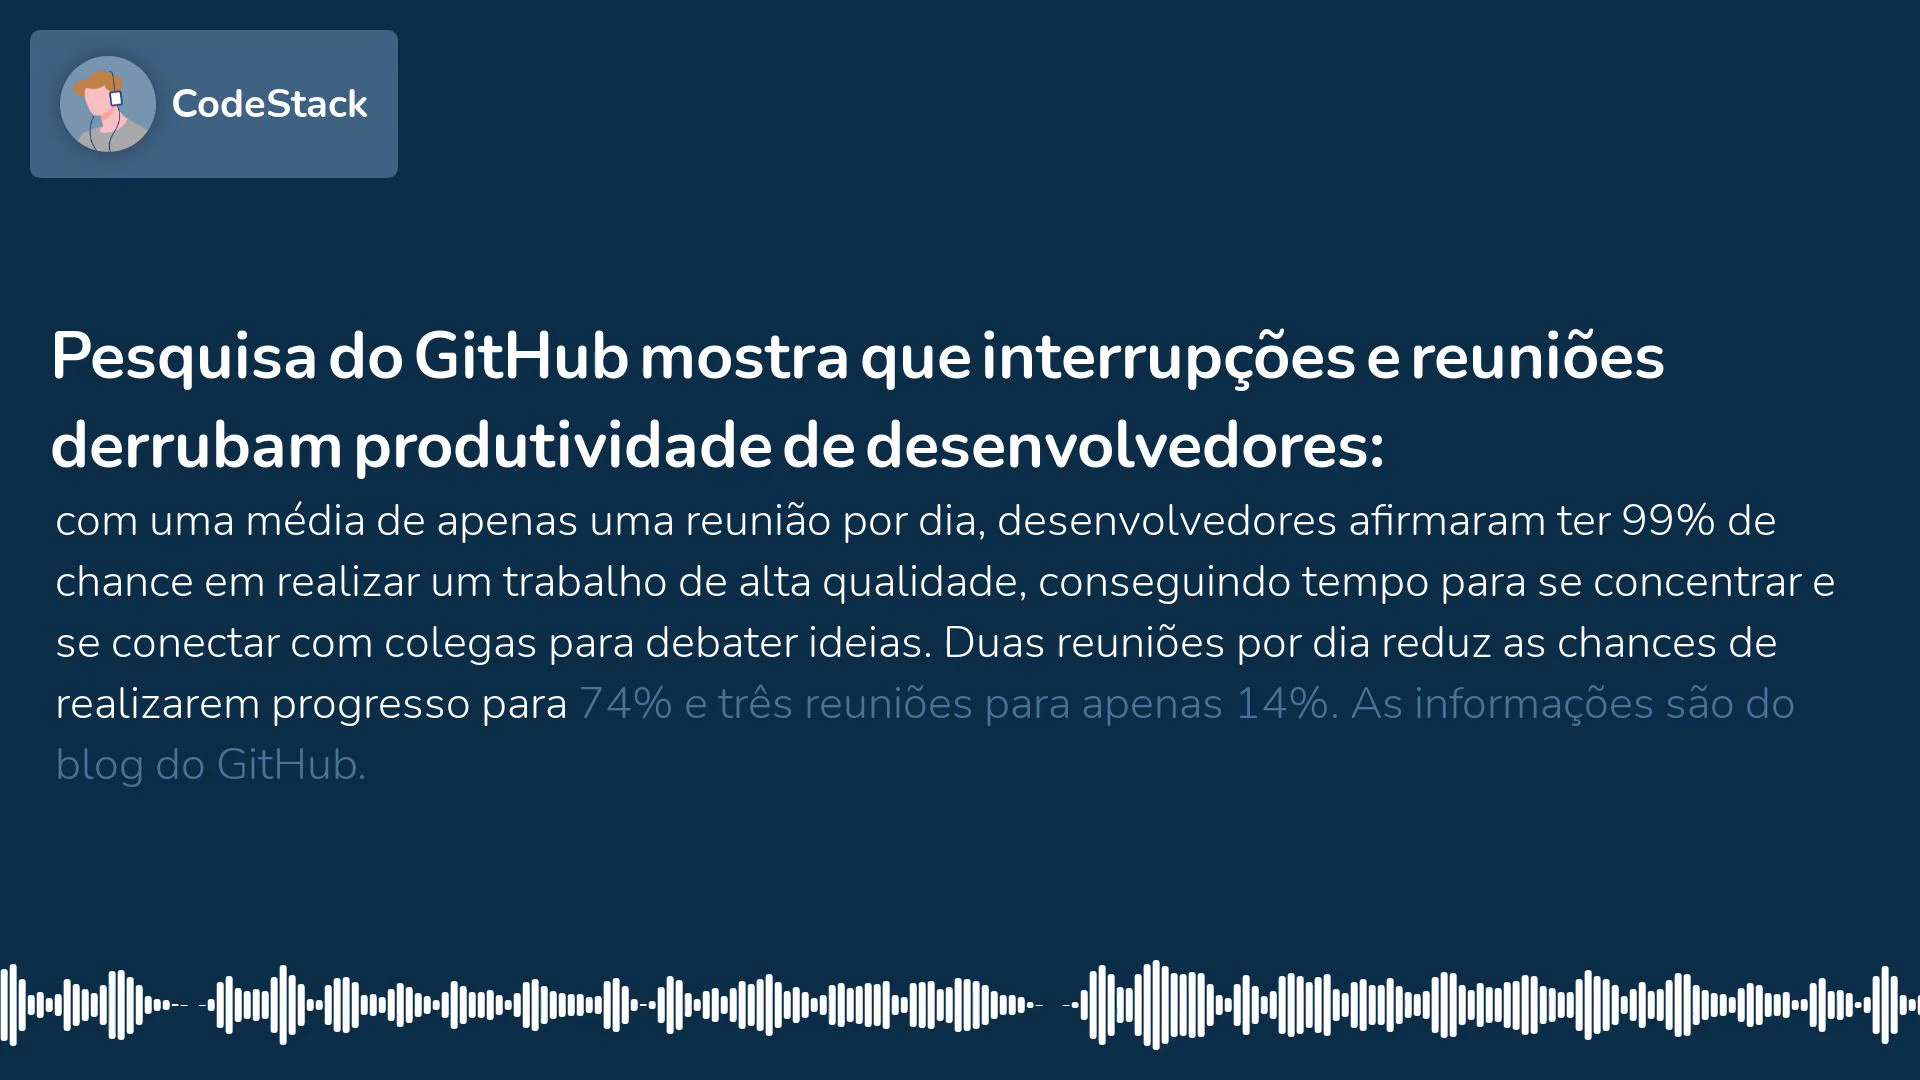 CodeStack
Pesquisa do GitHub mostra que interrupções e reuniões
derrubam produtividade de desenvolvedores:
com uma média de apenas uma reunião por dia, desenvolvedores afirmaram ter 99% de
chance em realizar um trabalho de alta qualidade, conseguindo tempo para se concentrar e
se conectar com colegas para debater ideias. Duas reuniões por dia reduz as chances de
realizarem progresso para 74% e três reuniões para apenas 14%. As informações são do
blog do GitHub.